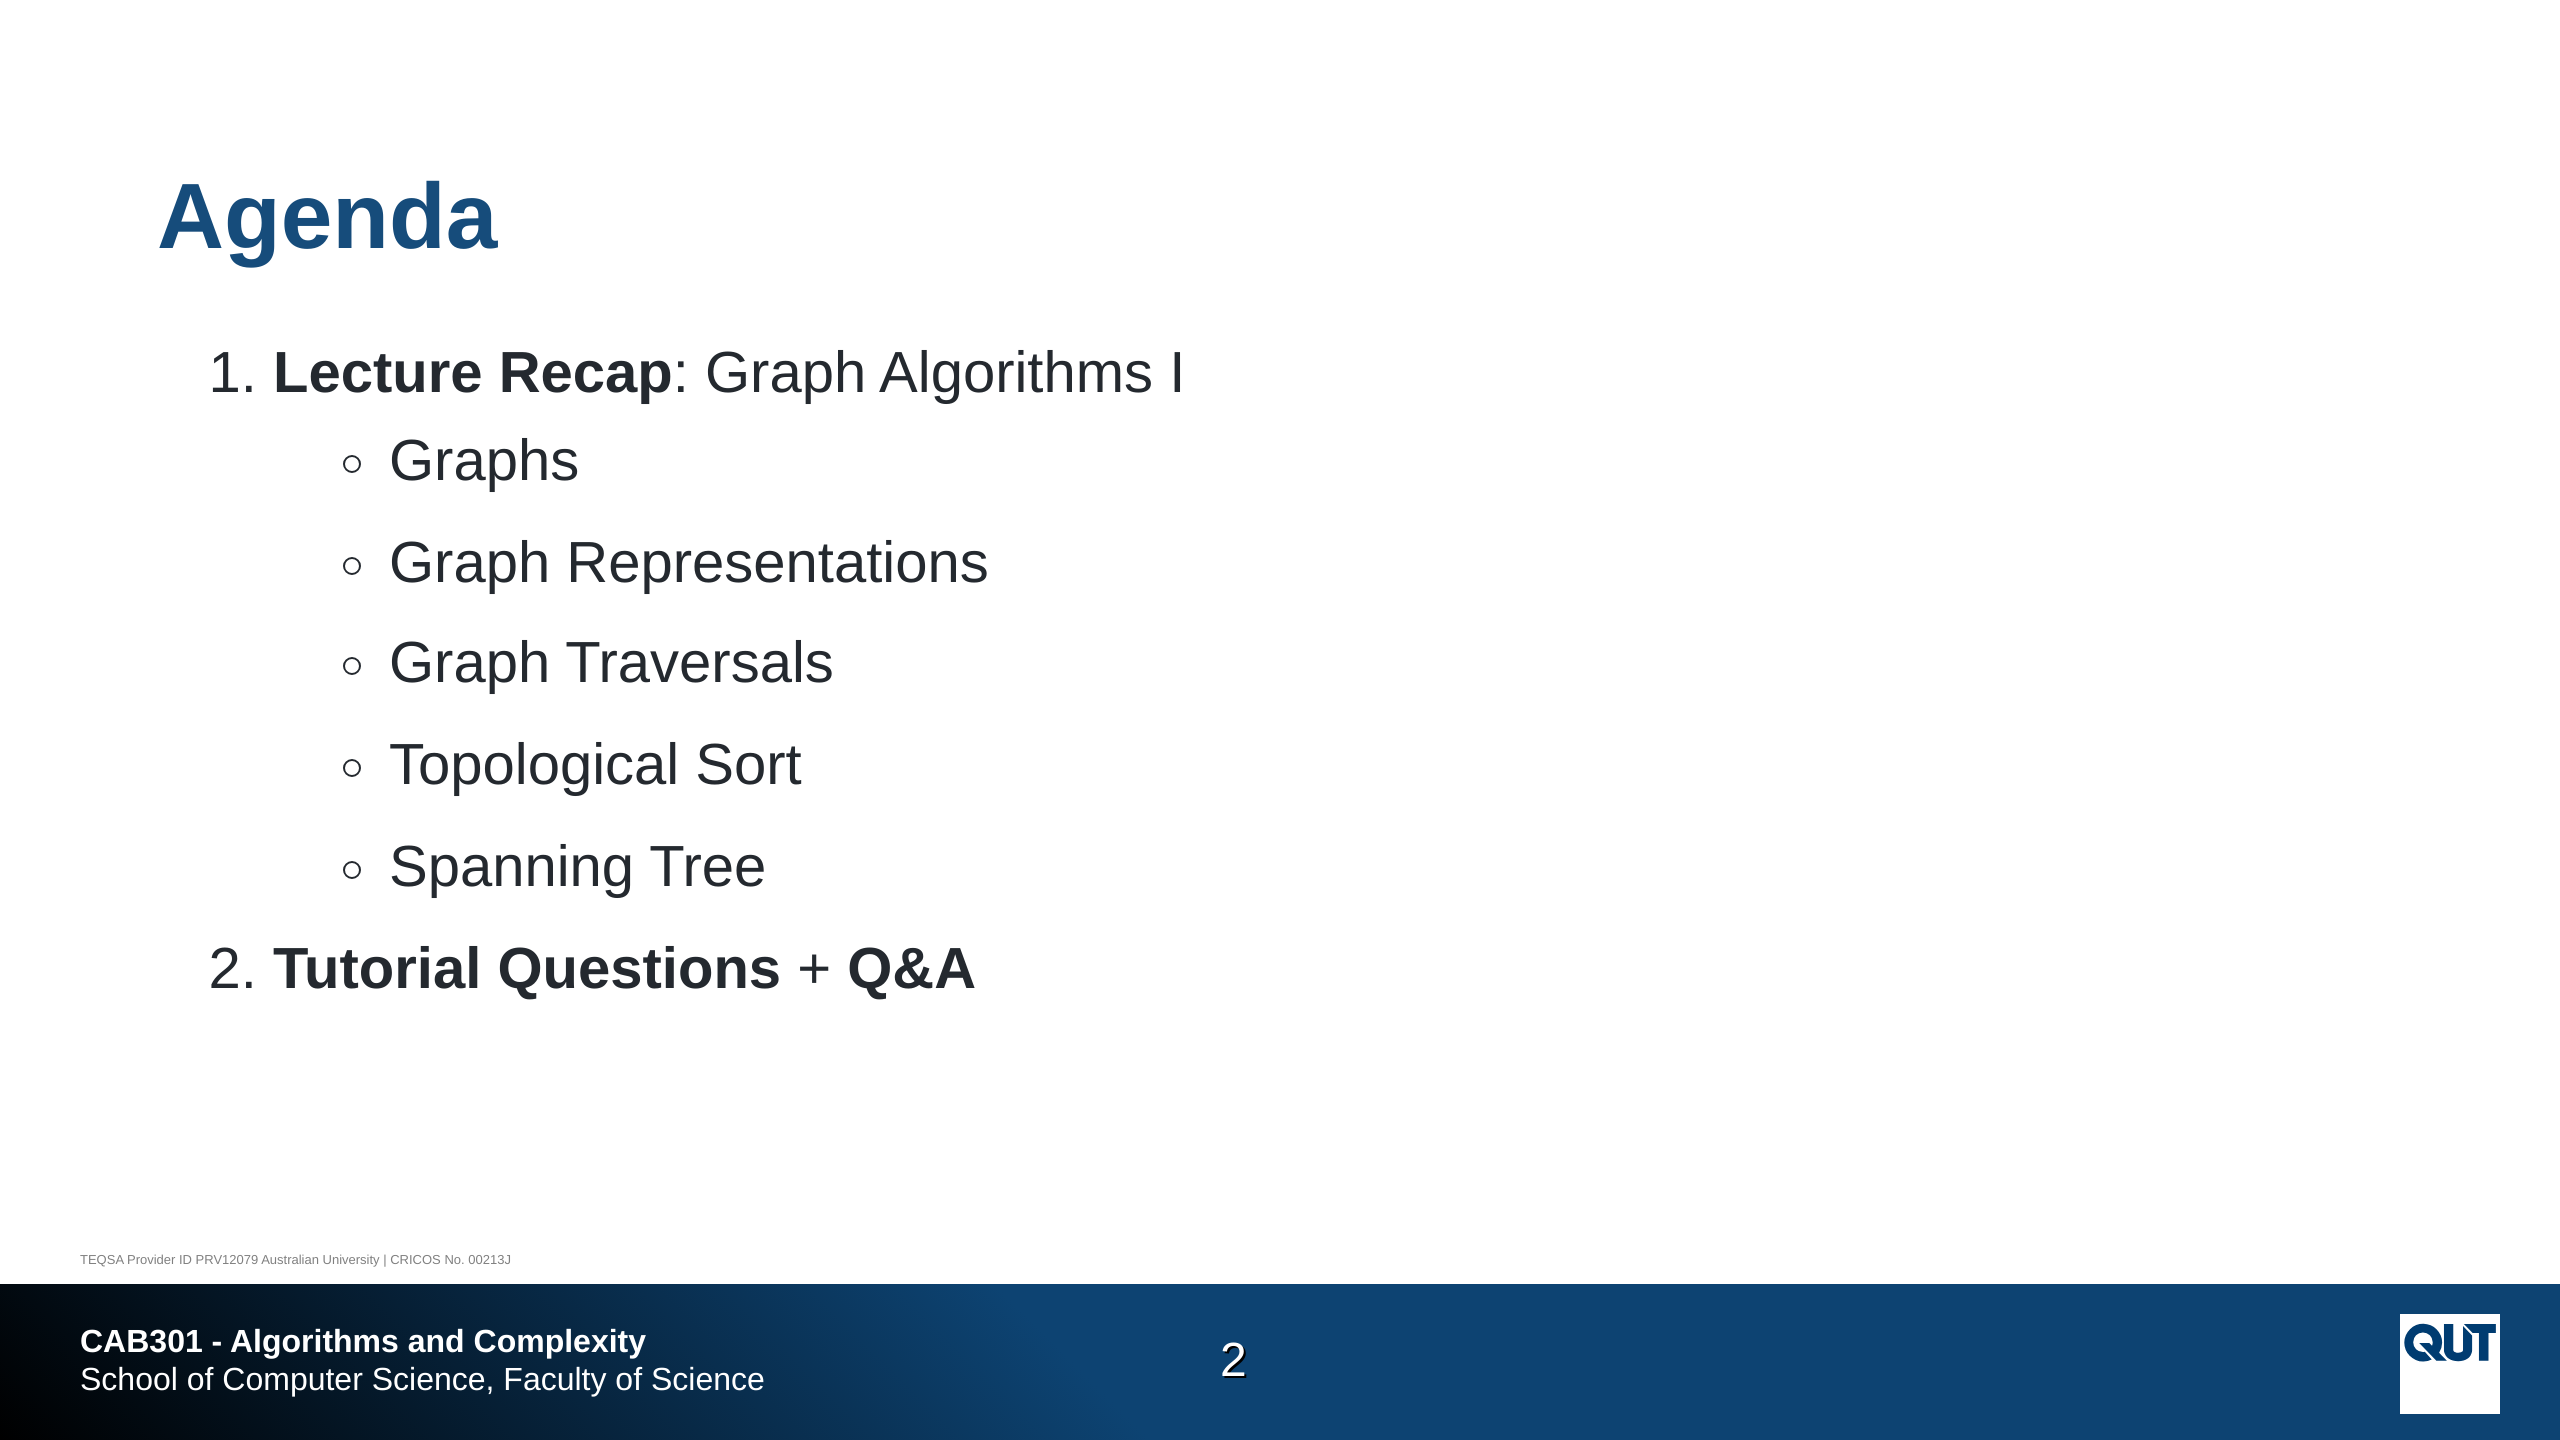 Agenda
1. Lecture Recap: Graph Algorithms I
Graphs
Graph Representations
Graph Traversals
Topological Sort
Spanning Tree
2. Tutorial Questions + Q&A
TEQSA Provider ID PRV12079 Australian University | CRICOS No. 00213J
CAB301 - Algorithms and Complexity
School of Computer Science, Faculty of Science
2
QUT